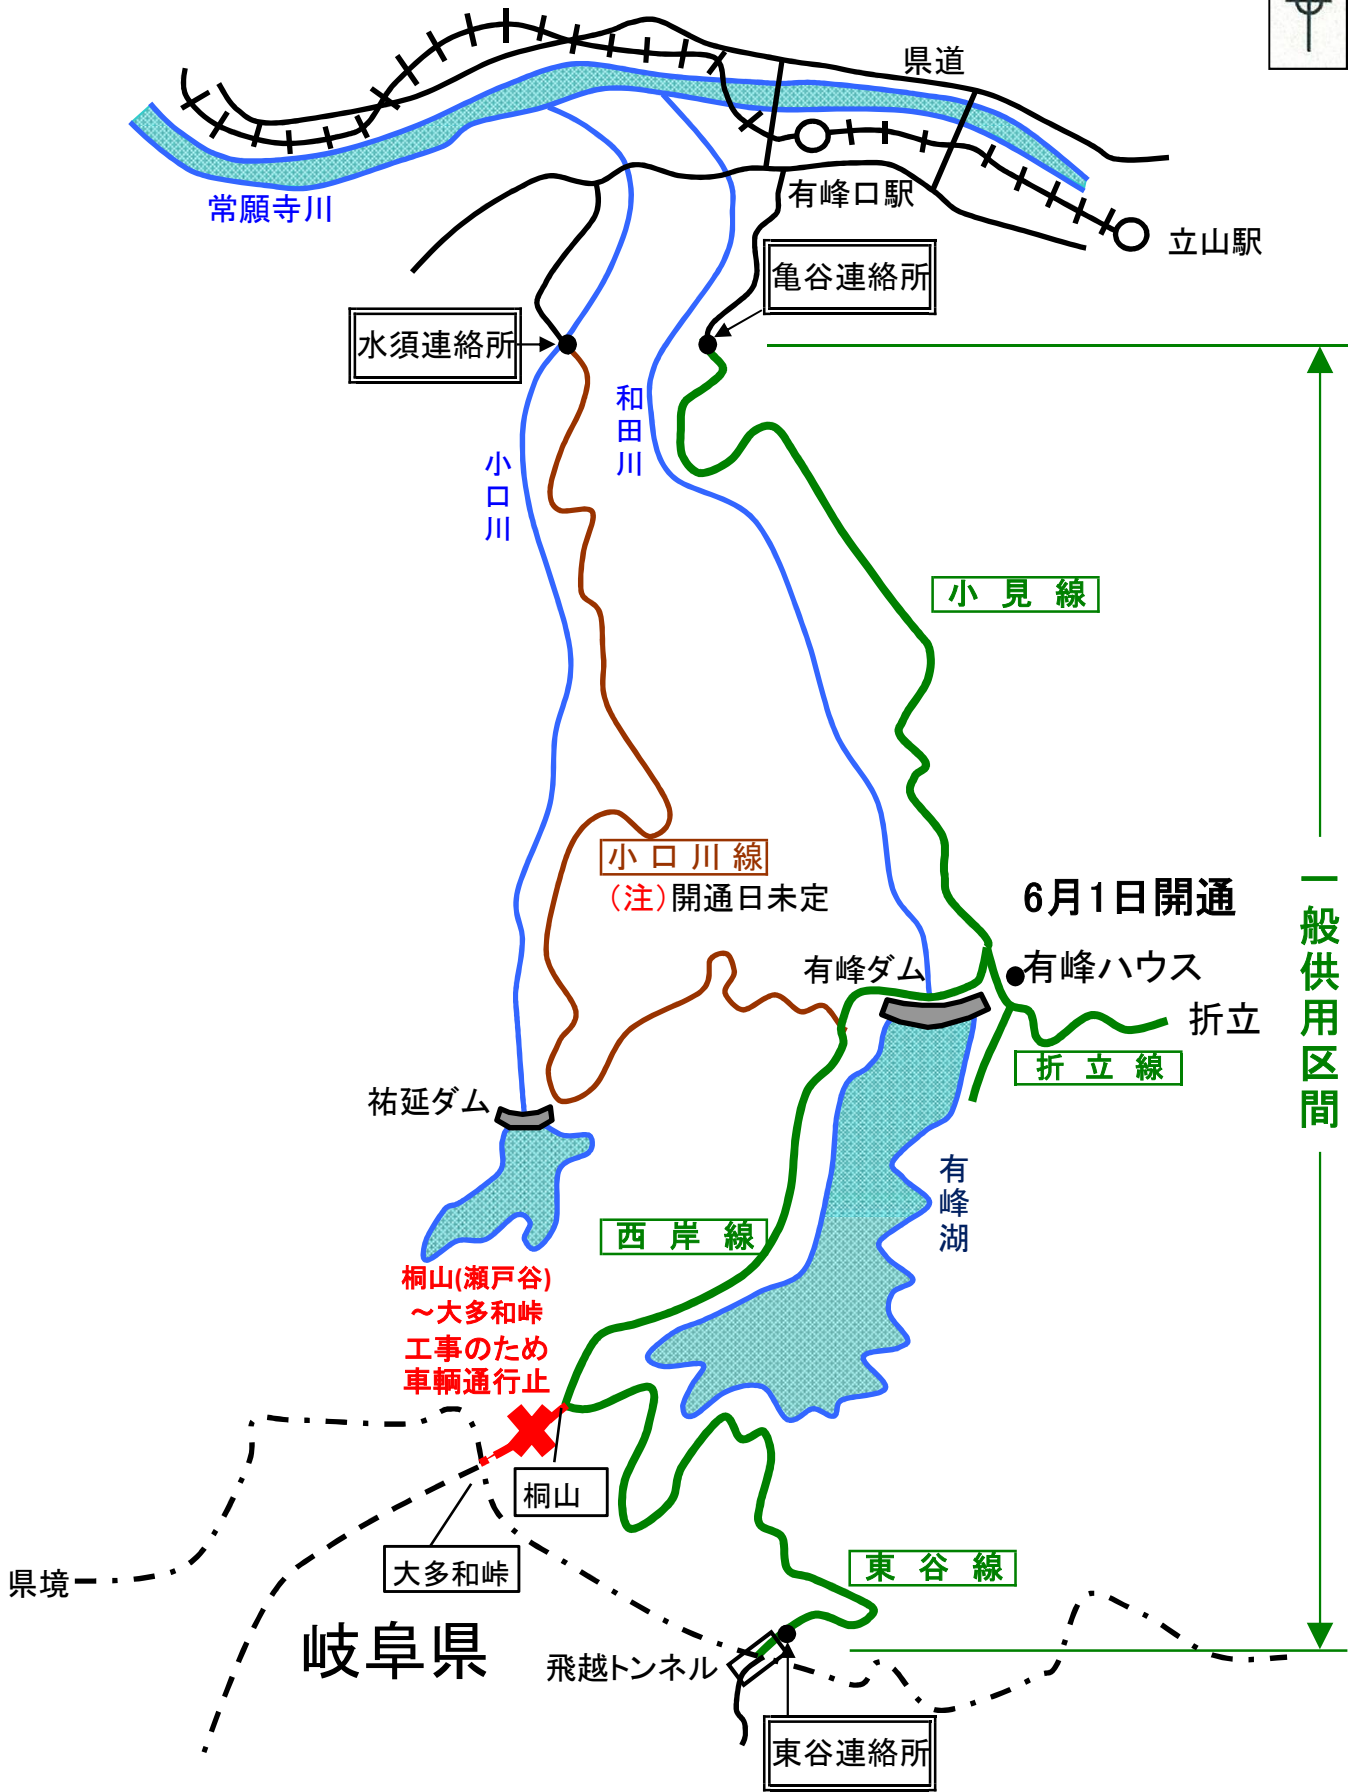 県道
常願寺川
有峰口駅
立山駅
亀谷連絡所
水須連絡所
和田川
小口川
小見線
小口川線
(注)開通日未定
6月1日開通
一般供用区間
有峰ダム
有峰ハウス
折立
折立線
祐延ダム
有峰湖
西岸線
桐山(瀬戸谷)
～大多和峠
工事のため
車輌通行止
桐山
大多和峠
東谷線
県境
岐阜県
飛越トンネル
東谷連絡所